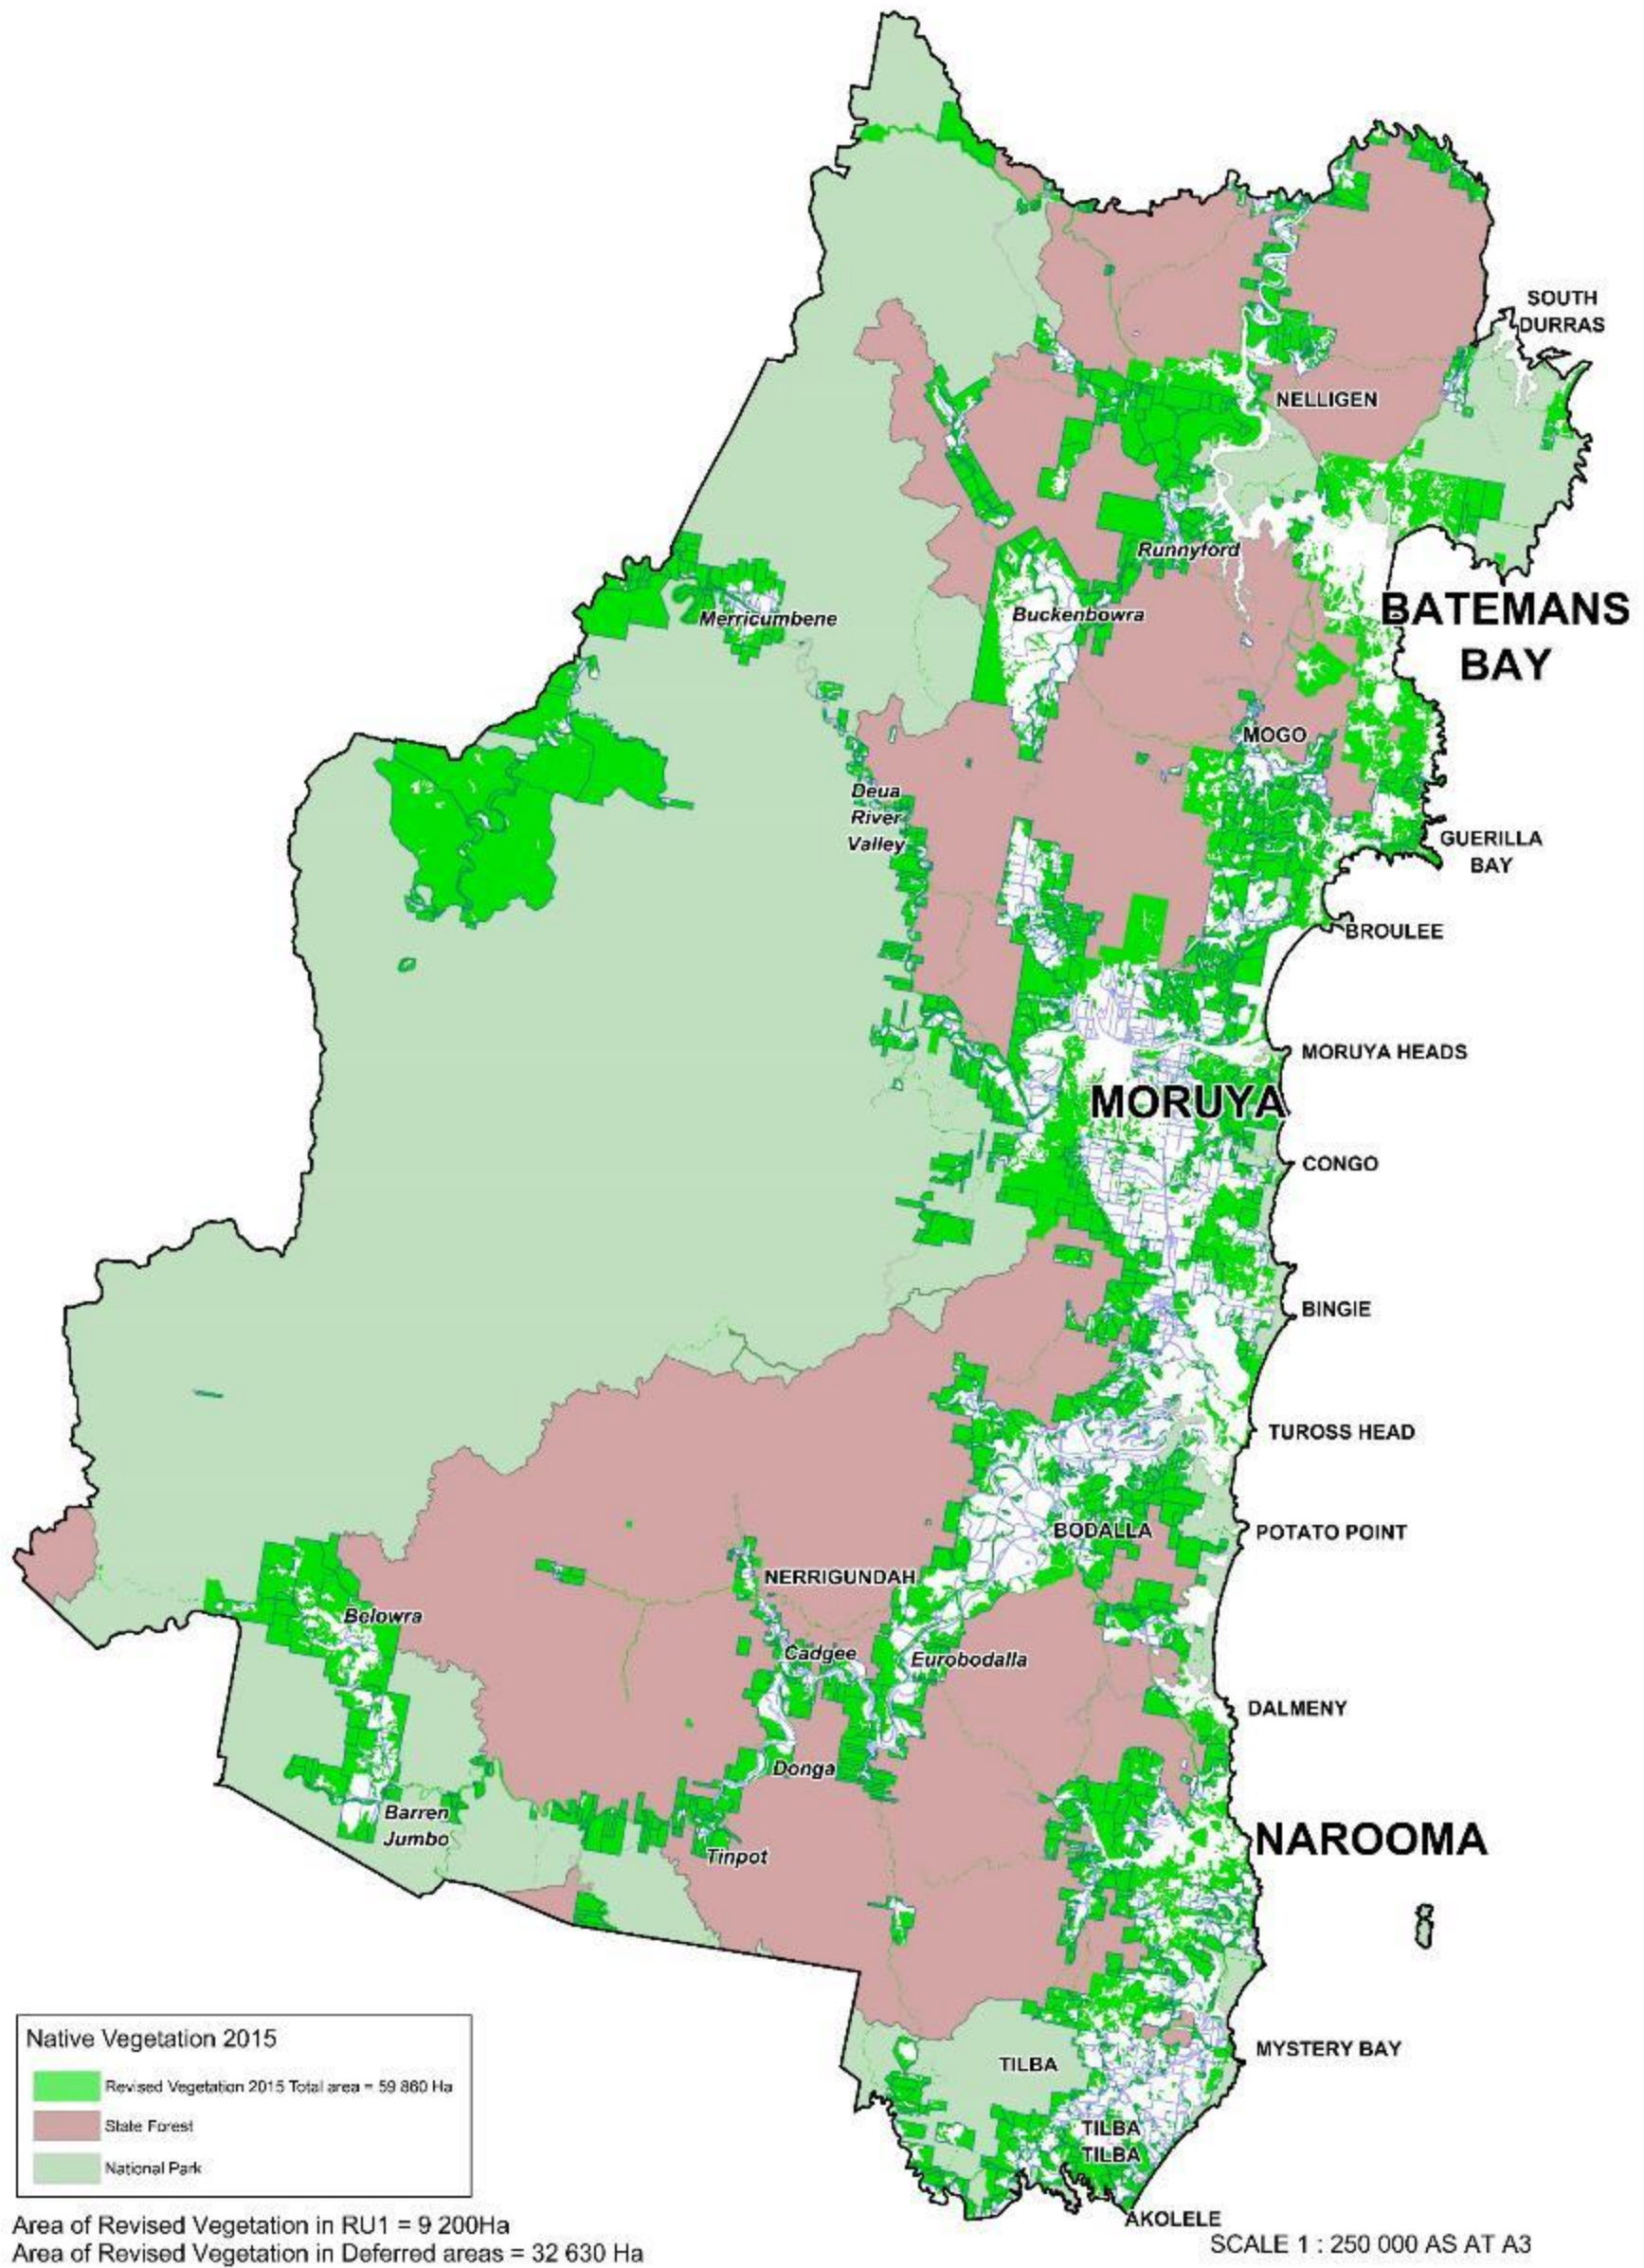 SOUTH
DURRAS
NELLIGEN
Runnyford
BATEMANS
BAY
Merricumbene
Buckenbowra
MOGO
Deua
River
Valley
GUERILLA
BAY
BROULEE
MORUYA HEADS
MORUYA
CONGO
BINGIE
TUROSS HEAD
BODALLA
POTATO POINT
NERRIGUNDAH
Belowra
Cadgee
Eurobodalla
DALMENY
Donga
Barren
Jumbo
Tinpot
NAROOMA
MYSTERY BAY
TILBA
TILBA
TILBA
AKOLELE
Native Vegetation 2015
Revised Vegetation 2015 Total area = 59 860 Ha
State Forest
National Park
Area of Revised Vegetation in RU1 = 9 200Ha
Area of Revised Vegetation in Deferred areas = 32 630 Ha
SCALE 1 : 250 000 AS AT A3